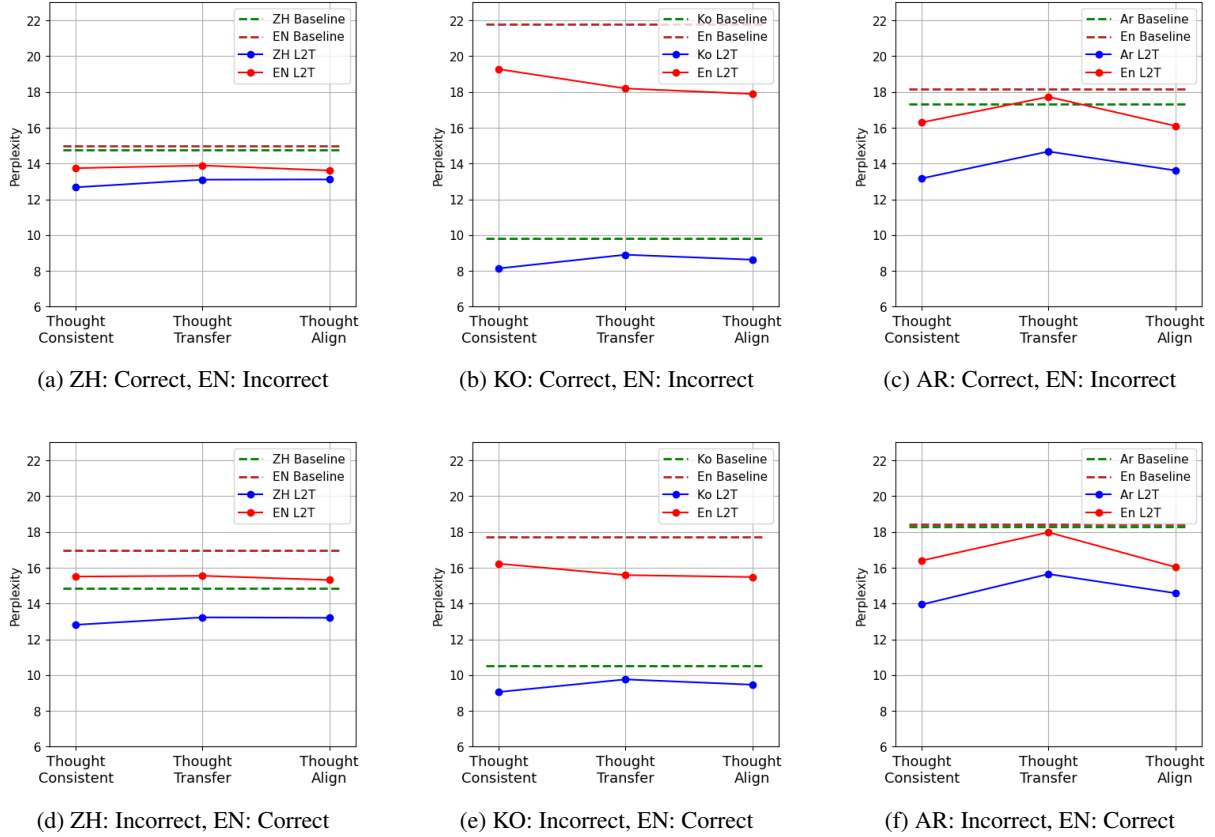 22
20
18
16
14
12
10
8
6
Perplexity
ZH Baseline
EN Baseline
ZH L2T
EN L2T
Thought
Consistent
Thought
Transfer
Thought
Align
(a) ZH: Correct, EN: Incorrect
22
20
18
16
14
12
10
8
6
Perplexity
Ko Baseline
En Baseline
Ko L2T
En L2T
Thought
Consistent
Thought
Transfer
Thought
Align
(b) KO: Correct, EN: Incorrect
22
20
18
16
14
12
10
8
6
Perplexity
Ar Baseline
En Baseline
Ar L2T
En L2T
Thought
Consistent
Thought
Transfer
Thought
Align
(c) AR: Correct, EN: Incorrect
22
20
18
16
14
12
10
8
6
Perplexity
ZH Baseline
EN Baseline
ZH L2T
EN L2T
Thought
Consistent
Thought
Transfer
Thought
Align
(d) ZH: Incorrect, EN: Correct
22
20
18
16
14
12
10
8
6
Perplexity
Ko Baseline
En Baseline
Ko L2T
En L2T
Thought
Consistent
Thought
Transfer
Thought
Align
(e) KO: Incorrect, EN: Correct
22
20
18
16
14
12
10
8
6
Perplexity
Ar Baseline
En Baseline
Ar L2T
En L2T
Thought
Consistent
Thought
Transfer
Thought
Align
(f) AR: Incorrect, EN: Correct